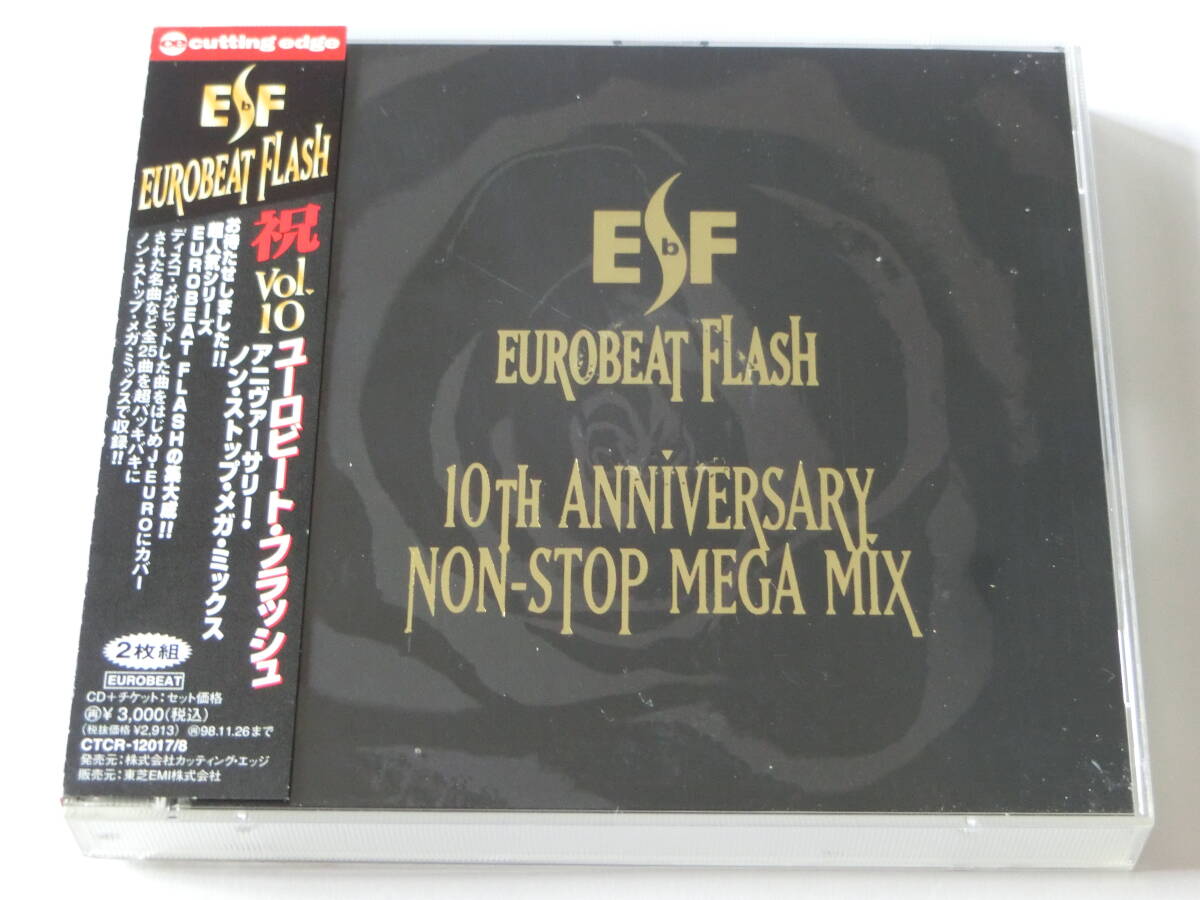 cutting edge
EbF
EUROBEAT FLASH
祝
Vol. 10
ユーロビート・フラッシュ
アニヴァーサリー・
ノン・ストップ・メガ・ミックス
お待たせしました!!
超人気シリーズ
EUROBEAT FLASHの集大成!!
ディスコ・メガヒットした曲をはじめJ-EUROにカバー
された名曲など全25曲を超バッキバキに
ノン・ストップ・メガ・ミックスで収録!!
2枚組
EUROBEAT
CD+チケット:セット価格
㊑¥3,000(税込)
(税抜価格¥2,913) ㊑98.11.26まで
CTCR-12017/8
発売元:株式会社カッティング・エッジ
販売元:東芝EMI株式会社
EbF
EUROBEAT FLASH
10TH ANNIVERSARY
NON-STOP MEGA MIX